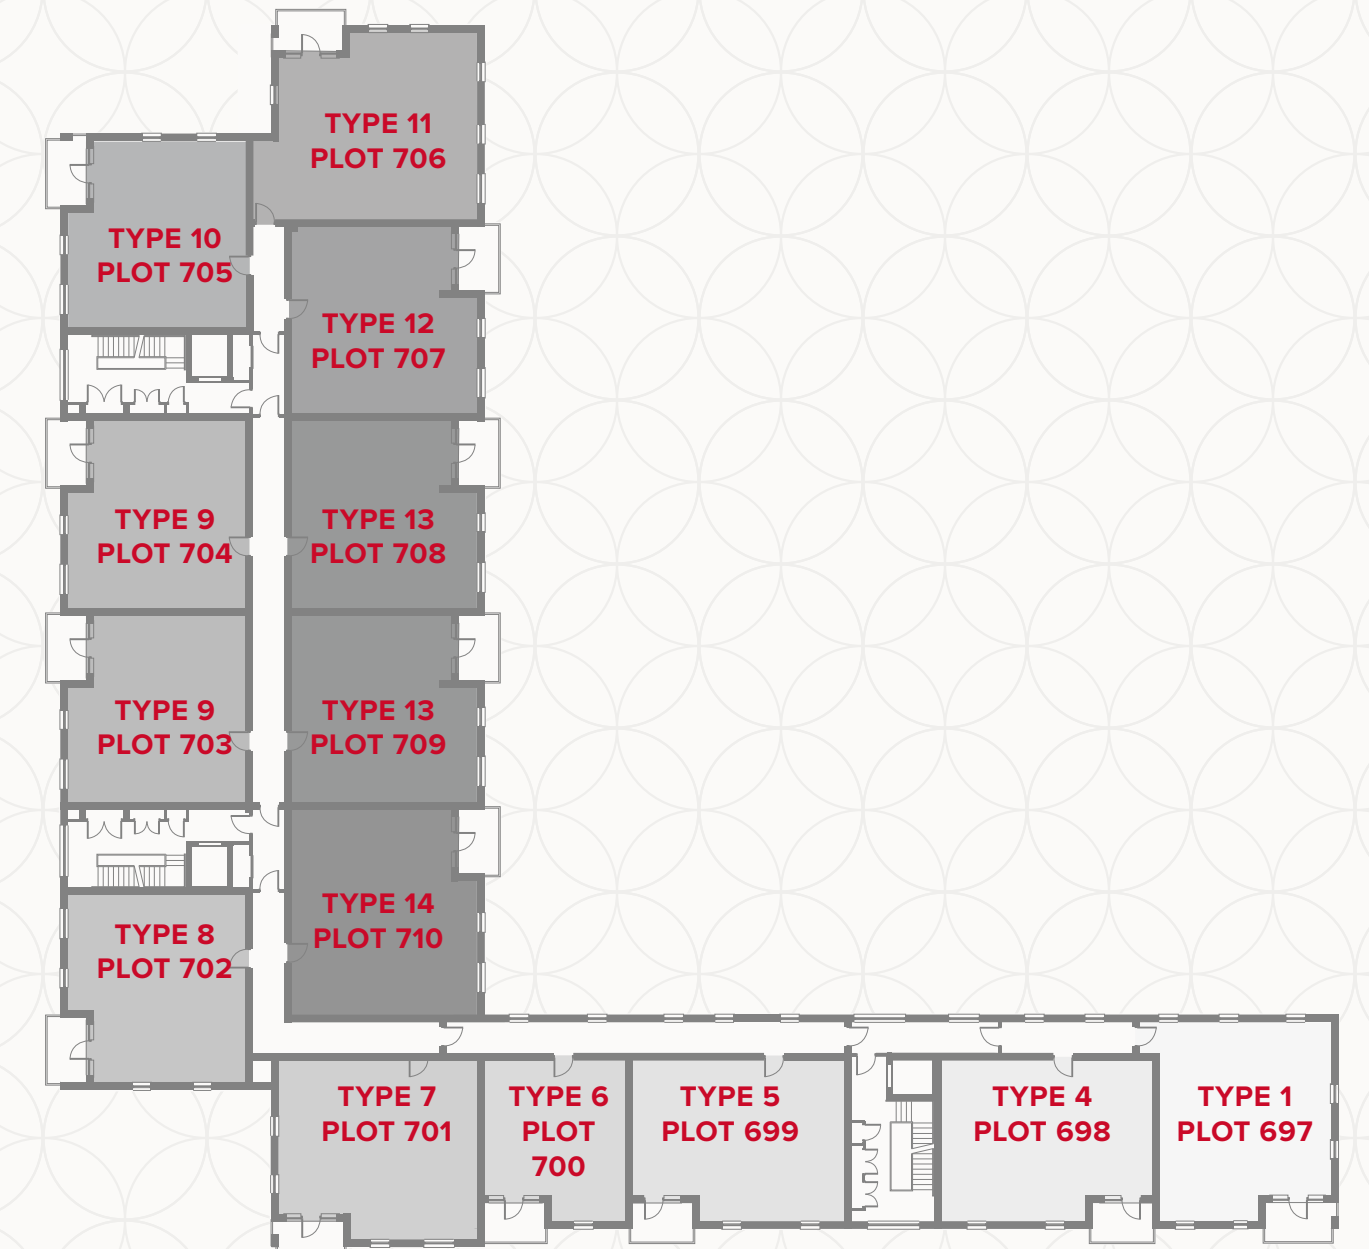 TYPE 11
PLOT 706
TYPE 10
PLOT 705
TYPE 12
PLOT 707
TYPE 9
PLOT 704
TYPE 13
PLOT 708
TYPE 9
PLOT 703
TYPE 13
PLOT 709
TYPE 14
PLOT 710
TYPE 8
PLOT 702
TYPE 7
PLOT 701
TYPE 6
PLOT
700
TYPE 5
PLOT 699
TYPE 4
PLOT 698
TYPE 1
PLOT 697